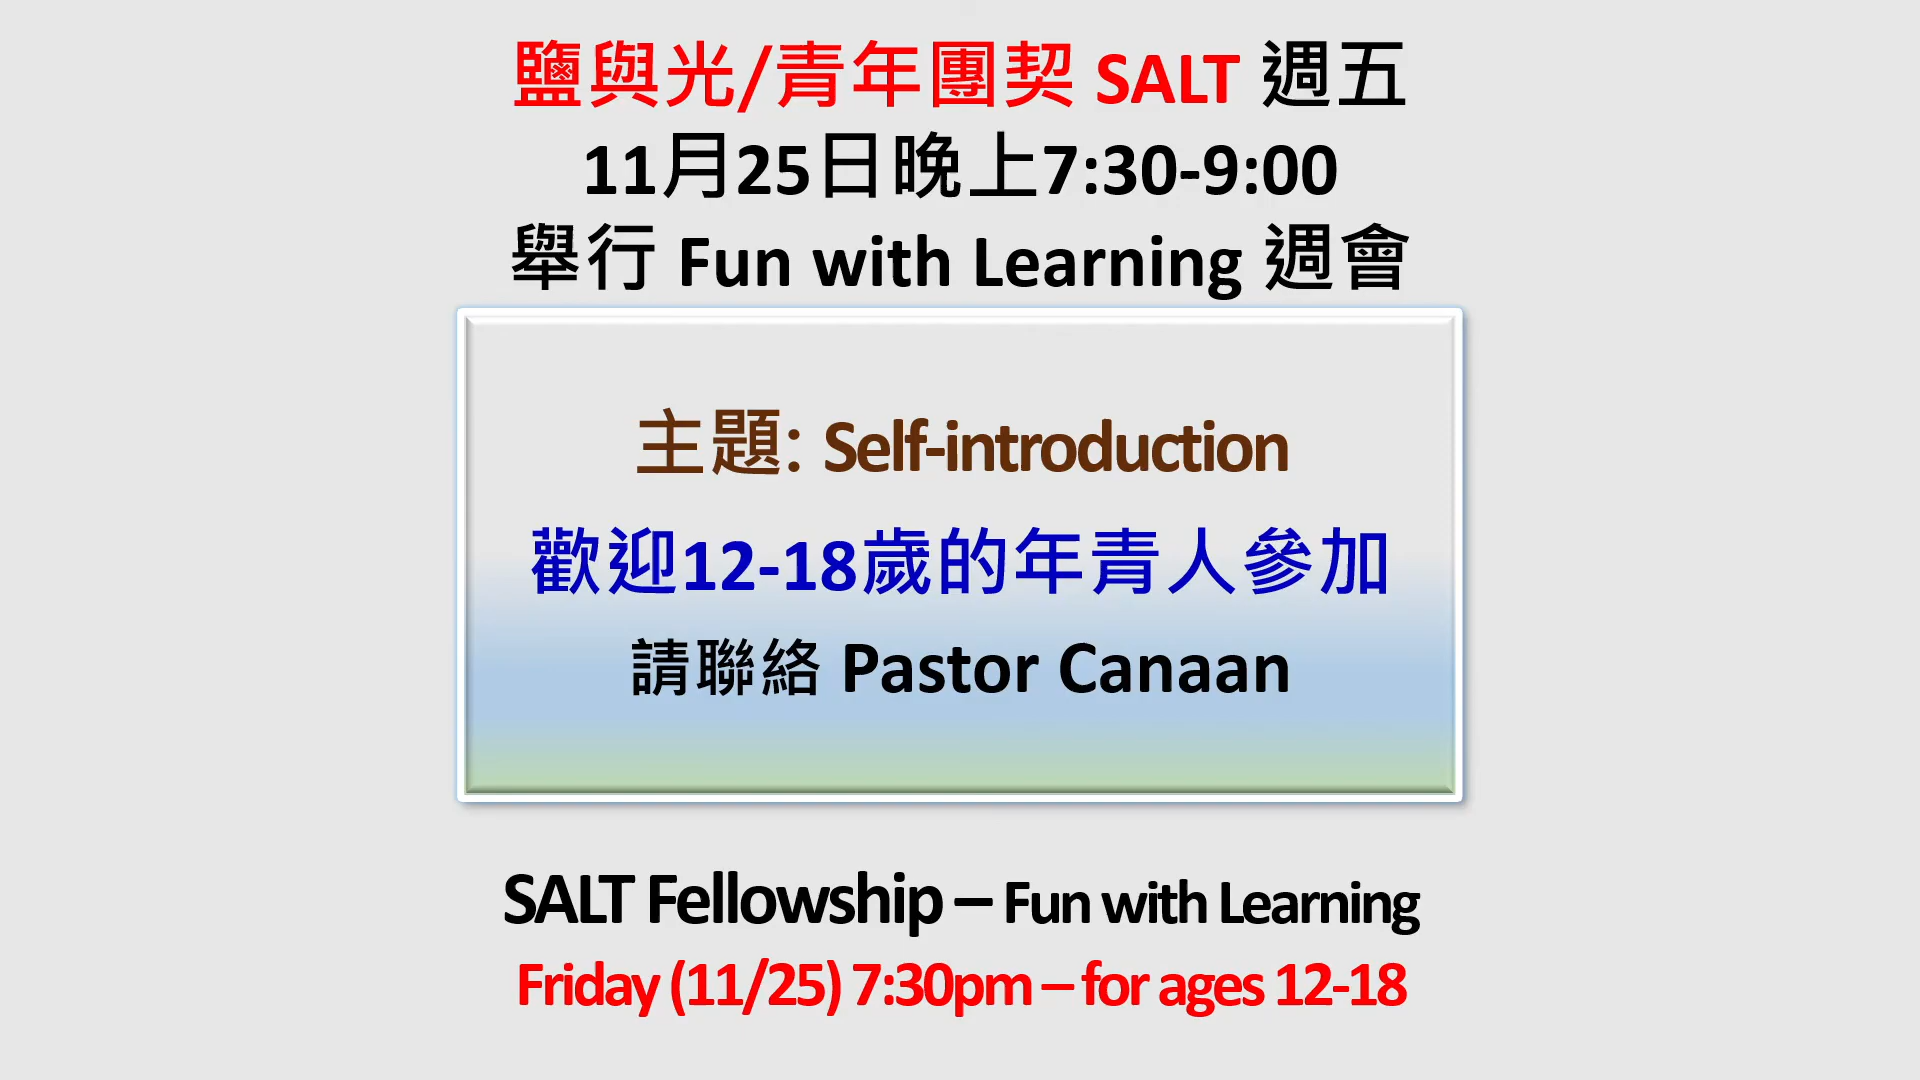 鹽與光/青年團契 SALT 週五
11月25日晚上7:30-9:00
舉行 Fun with Learning 週會
主題: Self-introduction
歡迎12-18歲的年青人參加
請聯絡 Pastor Canaan
SALT Fellowship – Fun with Learning
Friday (11/25) 7:30pm – for ages 12-18